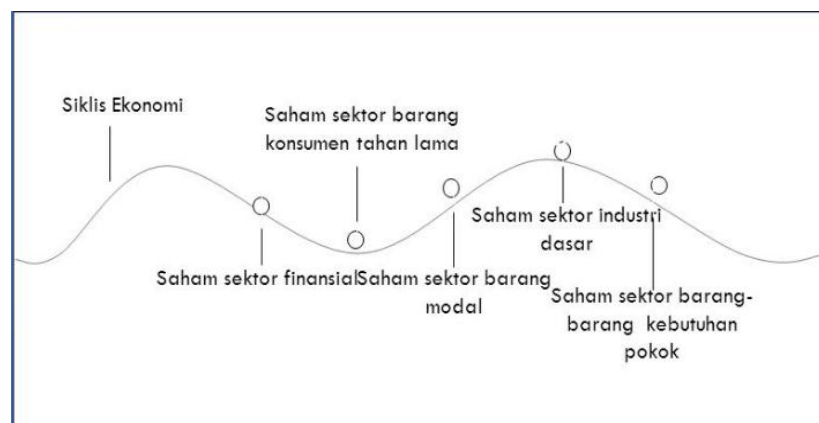 Siklis Ekonomi
Saham sektor barang
konsumen tahan lama
Saham sektor finansial
Saham sektor barang
modal
Saham sektor industri
dasar
Saham sektor barang-
barang kebutuhan
pokok